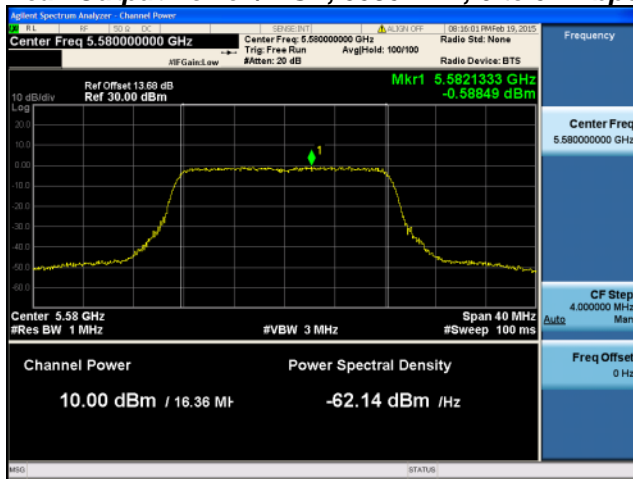 Agilent Spectrum Analyzer - Channel Power
RL RF 50 Ω DC SENSE:INT ALIGN OFF 08:16:01 PM Feb 19, 2015
Center Freq 5.580000000 GHz
Center Freq: 5.580000000 GHz
Radio Std: None
Trig: Free Run Avg|Hold: 100/100
#IFGain:Low #Atten: 20 dB Radio Device: BTS
Frequency
Mkr1 5.5821333 GHz
-0.58849 dBm
Ref Offset 13.68 dB
10 dB/div Ref 30.00 dBm
Log
20.0
10.0
0.00
-10.0
-20.0
-30.0
-40.0
-50.0
-60.0
1
Center Freq
5.580000000 GHz
Center 5.58 GHz Span 40 MHz
#Res BW 1 MHz #VBW 3 MHz #Sweep 100 ms
CF Step
4.000000 MHz
Auto Man
Channel Power Power Spectral Density
10.00 dBm / 16.36 MH
-62.14 dBm /Hz
Freq Offset
0 Hz
MSG STATUS